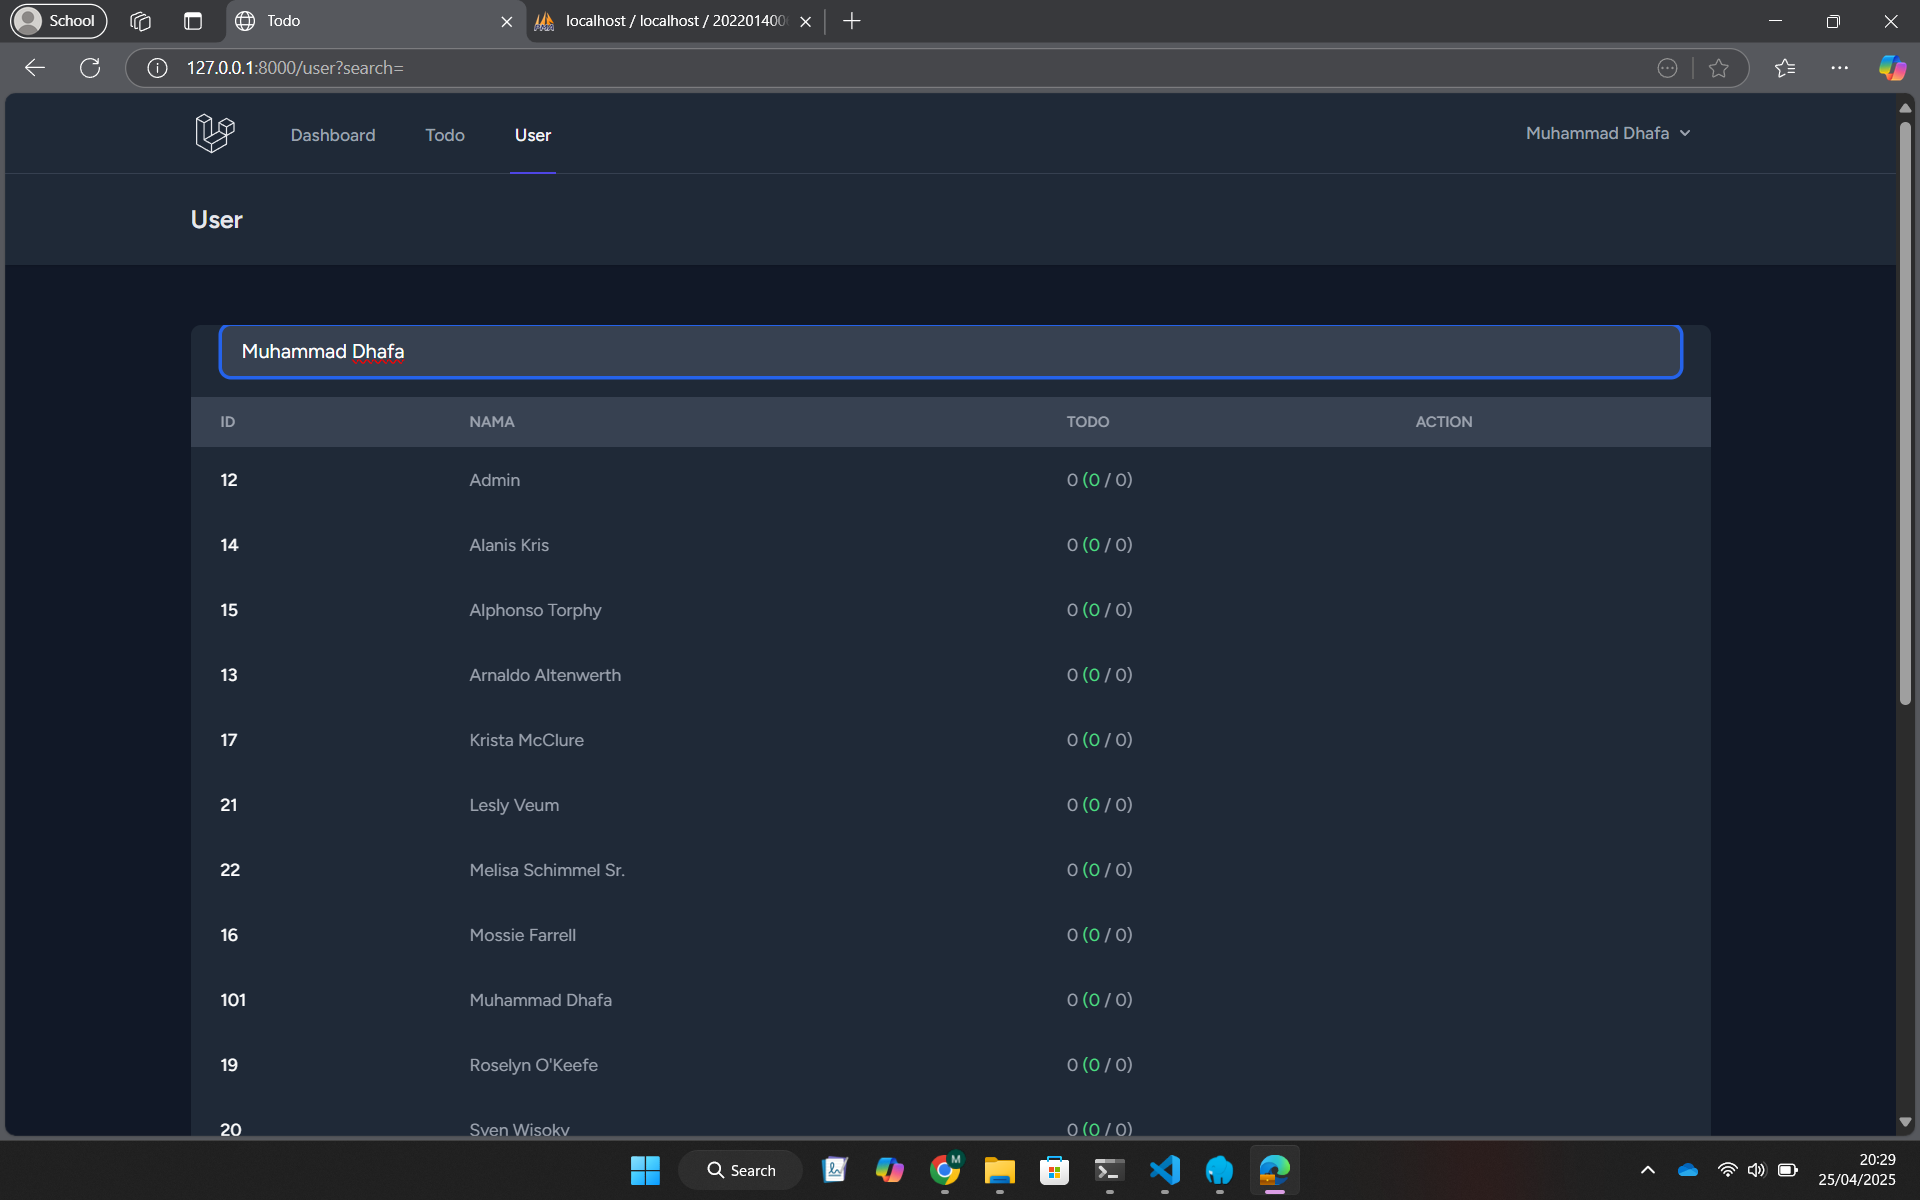 School
Todo
localhost / localhost / 2022014000
127.0.0.1:8000/user?search=
Dashboard
Todo
User
Muhammad Dhafa
User
Muhammad Dhafa
ID NAMA TODO ACTION
12 Admin 0 (0 / 0)
14 Alanis Kris 0 (0 / 0)
15 Alphonso Torphy 0 (0 / 0)
13 Arnaldo Altenwerth 0 (0 / 0)
17 Krista McClure 0 (0 / 0)
21 Lesly Veum 0 (0 / 0)
22 Melisa Schimmel Sr. 0 (0 / 0)
16 Mossie Farrell 0 (0 / 0)
101 Muhammad Dhafa 0 (0 / 0)
19 Roselyn O'Keefe 0 (0 / 0)
20 Sven Wisoky 0 (0 / 0)
Search
M
20:29
25/04/2025